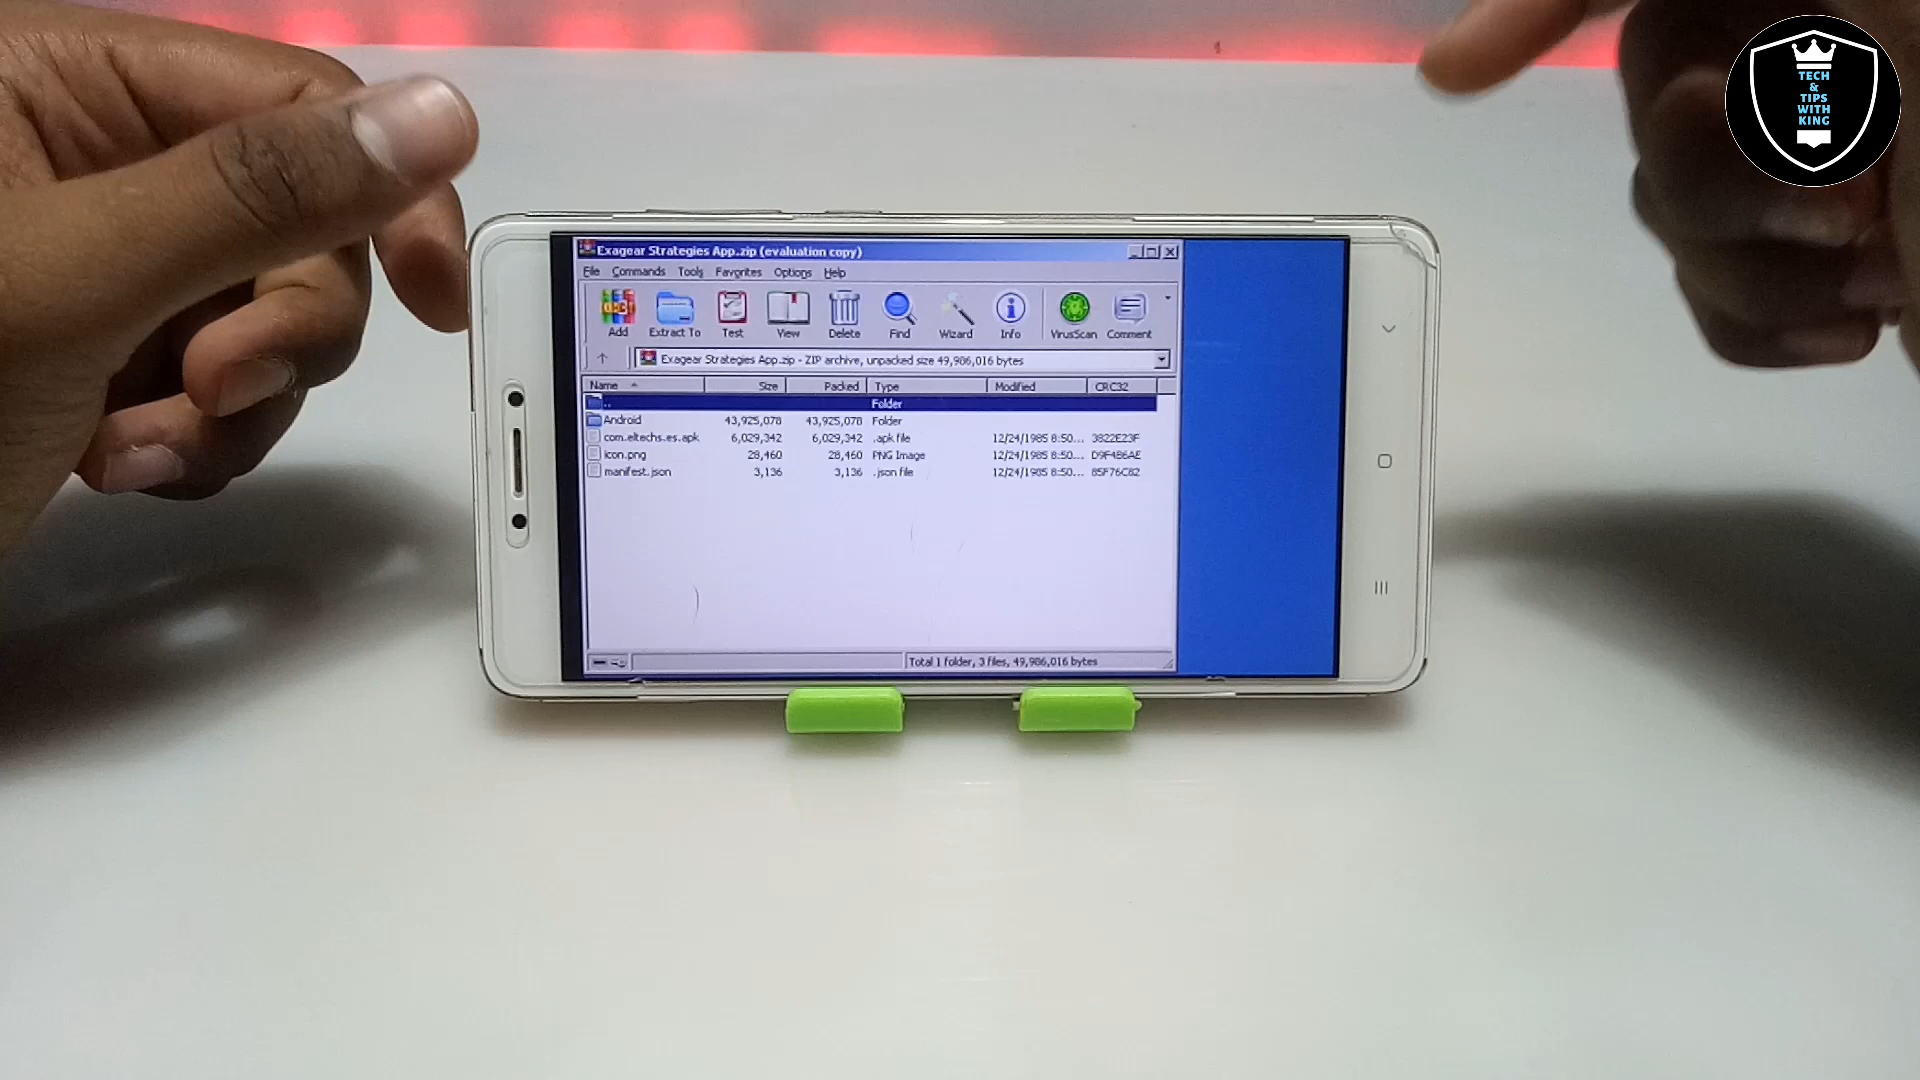 TECH
&
TIPS
WITH
KING
Exagear Strategies App.zip (evaluation copy)
File Commands Tools Favorites Options Help
Add Extract To Test View Delete Find Wizard Info VirusScan Comment
Exagear Strategies App.zip - ZIP archive, unpacked size 49,986,016 bytes
Name Size Packed Type Modified CRC32
.. Folder
Android 43,925,078 43,925,078 Folder
com.eltechs.es.apk 6,029,342 6,029,342 .apk file 12/24/1985 8:50... 3822E23F
icon.png 28,460 28,460 PNG Image 12/24/1985 8:50... D9F486AE
manifest.json 3,136 3,136 .json file 12/24/1985 8:50... 85F76C82
Total 1 folder, 3 files, 49,986,016 bytes